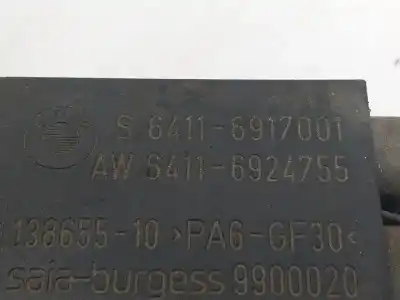 S 6411-6917001
AW 6411-6924755
138655-10 >PA6-GF30<
saia-burgess 9900020